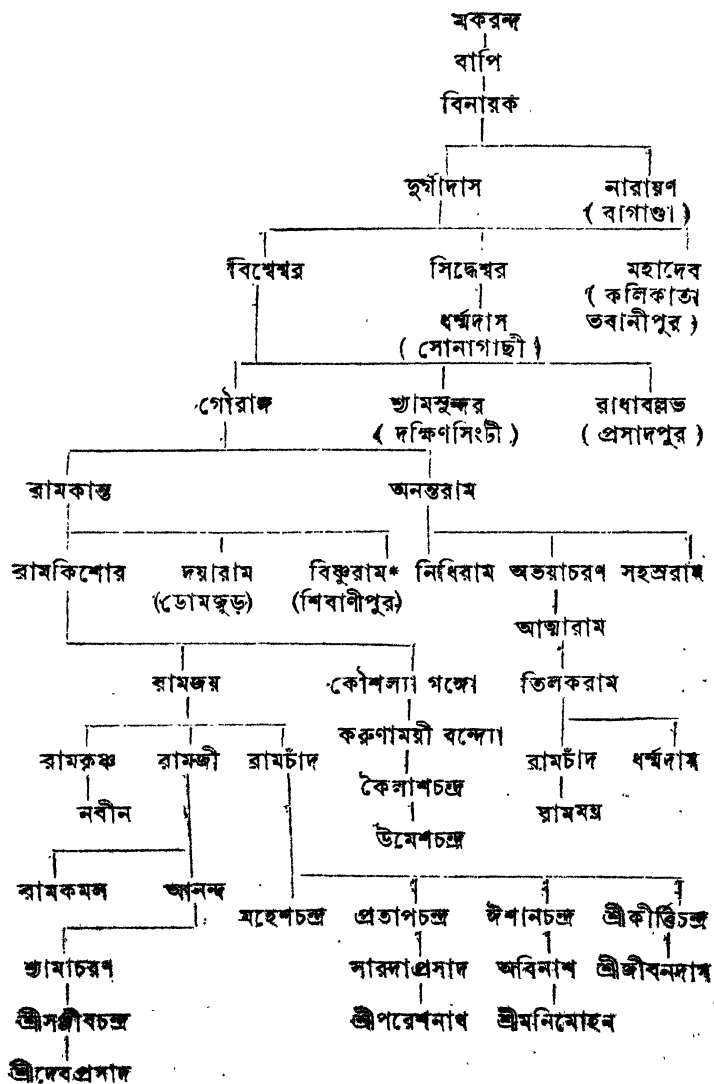 মকরন্দ
বাপি
বিনায়ক
দুর্গাদাস নারায়ণ
( বাগাণ্ডা )
বিশ্বেশ্বর সিদ্ধেশ্বর মহাদেব
( কলিকাতা
ধর্ম্মদাস ভবানীপুর )
( সোনাগাছী )
গৌরাঙ্গ শ্যামসুন্দর রাধাবল্লভ
( দক্ষিণসিংটী ) ( প্রসাদপুর )
রামকান্ত অনন্তরাম
রামকিশোর দয়ারাম বিষ্ণুরাম* নিধিরাম অভয়াচরণ সহস্ররাম
(ডোমজুড়) (শিবাণীপুর)
আত্মারাম
রামজয় কৌশল্যা গঙ্গো তিলকরাম
করুণাময়ী বন্দ্যো
রামকৃষ্ণ রামজী রামচাঁদ রামচাঁদ ধর্ম্মদাস
কৈলাশচন্দ্র
নবীন রামময়
উমেশচন্দ্র
রামকমল আনন্দ
মহেশচন্দ্র প্রতাপচন্দ্র ঈশানচন্দ্র শ্রীকীর্ত্তিচন্দ্র
শ্যামাচরণ সারদাপ্রসাদ অবিনাশ শ্রীজীবনদাস
শ্রীসঞ্জীবচন্দ্র শ্রীপরেশনাথ শ্রীমনিমোহন
শ্রীদেবপ্রসাদ